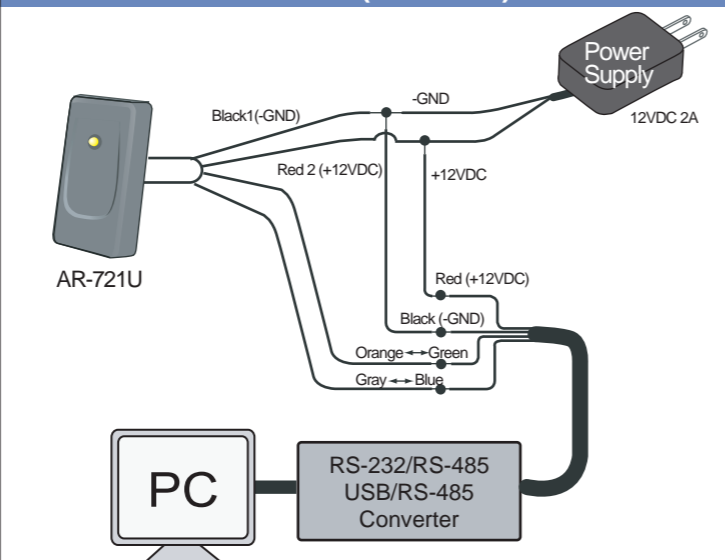 Power
Supply
12VDC 2A
-GND
Black1(-GND)
Red 2 (+12VDC)
+12VDC
AR-721U
Red (+12VDC)
Black (-GND)
Orange↔Green
Gray↔Blue
PC
RS-232/RS-485
USB/RS-485
Converter